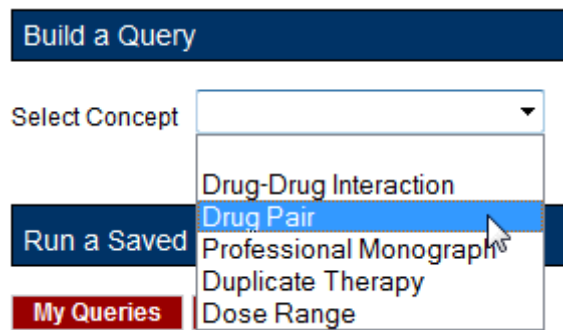 Build a Query
Select Concept
Drug-Drug Interaction
Drug Pair
Professional Monograph
Duplicate Therapy
Dose Range
Run a Saved
My Queries